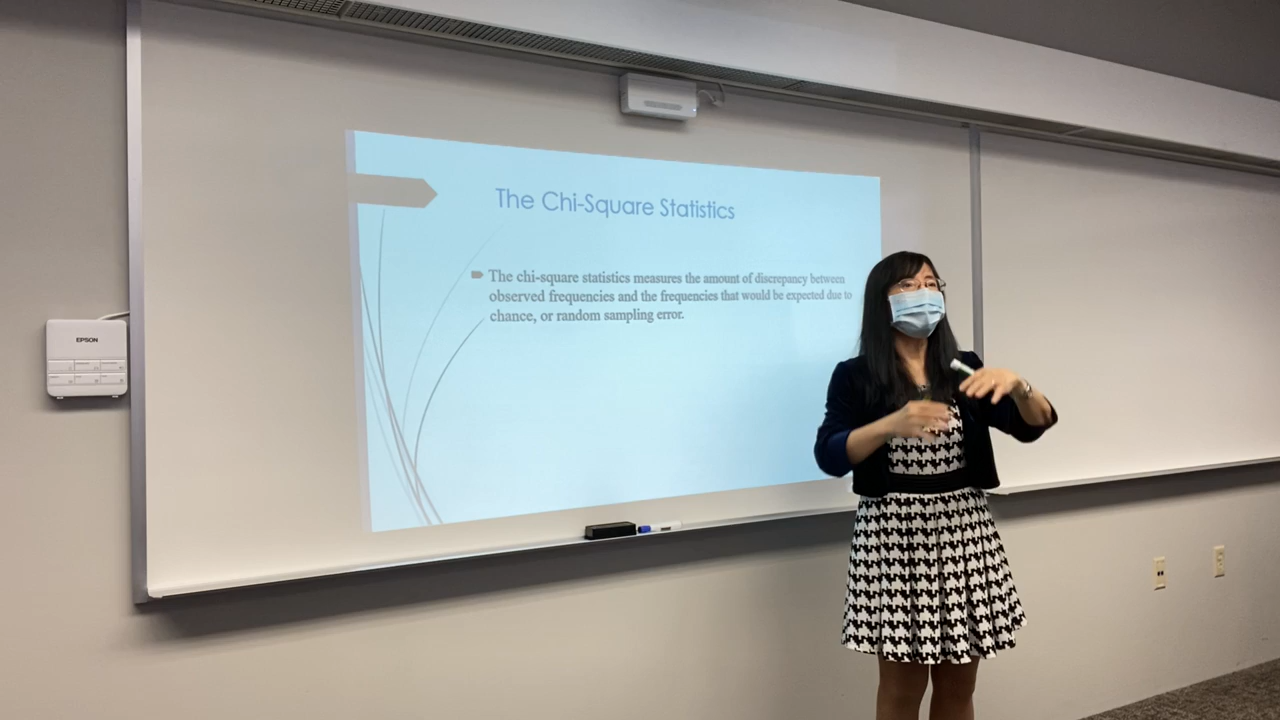 The Chi-Square Statistics
The chi-square statistics measures the amount of discrepancy between
observed frequencies and the frequencies that would be expected due to
chance, or random sampling error.
EPSON